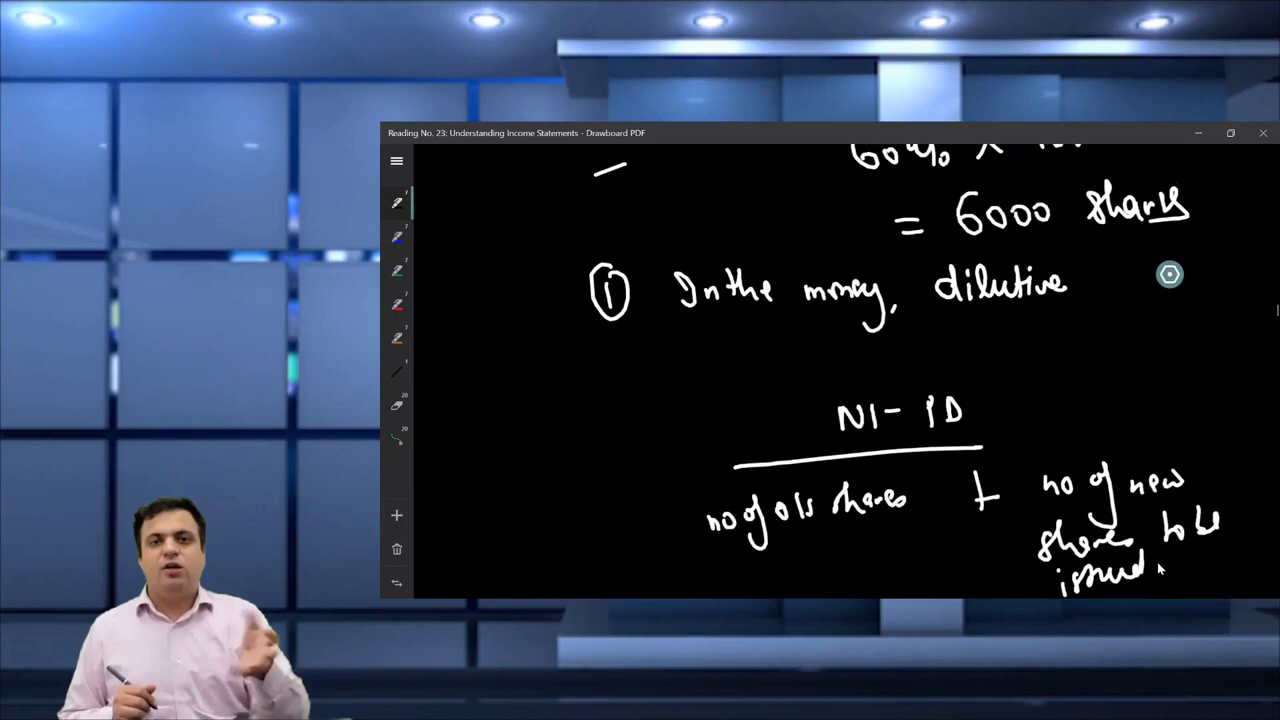 Reading No. 23: Understanding Income Statements - Drawboard PDF
= 6000 shares
① In the money, dilutive
NI - PD
no of o/s shares + no of new
shares to be
issued